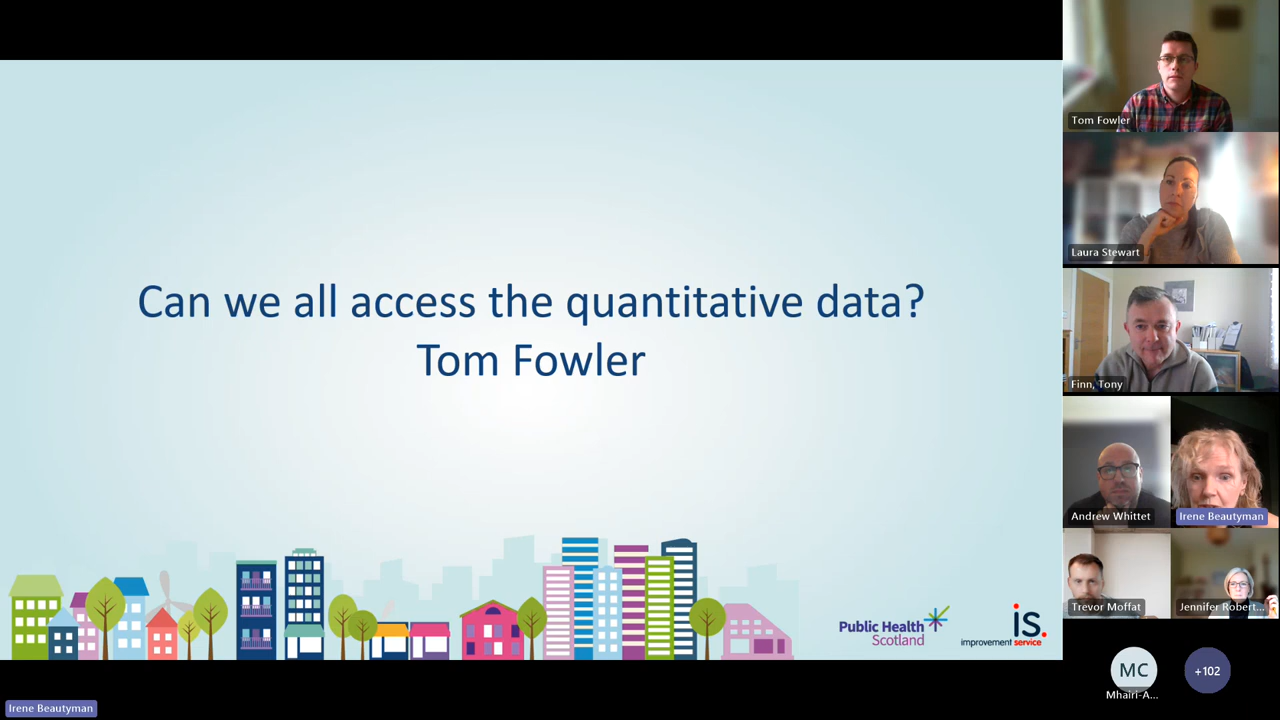 Can we all access the quantitative data?
Tom Fowler
Public Health
Scotland
is.
improvement service
Tom Fowler
Laura Stewart
Finn, Tony
Andrew Whittet
Irene Beautyman
Trevor Moffat
Jennifer Robert...
MC
Mhairi-A...
+102
Irene Beautyman